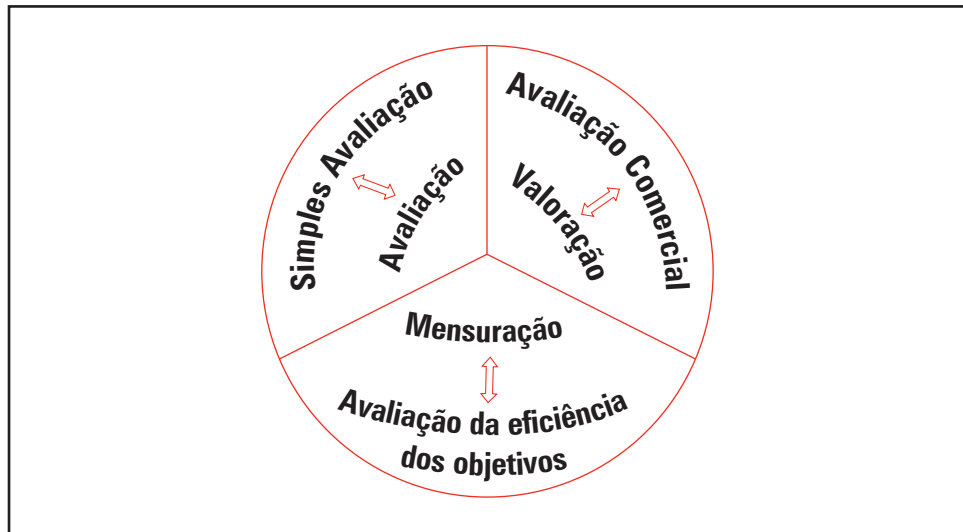 Simples Avaliação
Avaliação
Avaliação Comercial
Valoração
Mensuração
Avaliação da eficiência
dos objetivos